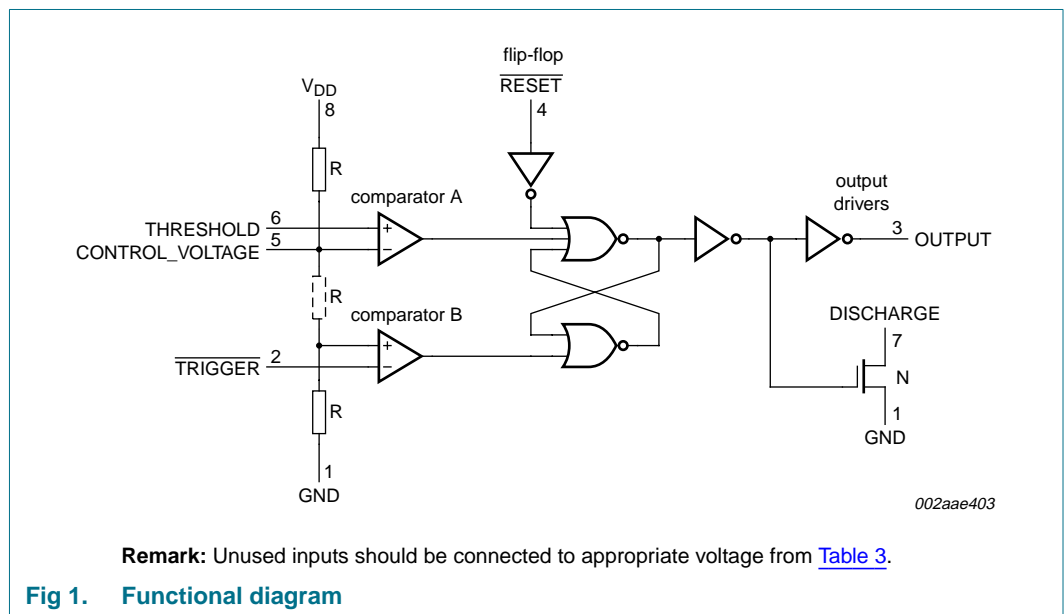 flip-flop
RESET
4
VDD
8
R
comparator A
output
drivers
THRESHOLD 6 +
3 OUTPUT
CONTROL_VOLTAGE 5 −
R
comparator B
DISCHARGE
7
+
TRIGGER 2 −
N
R
1
GND
1
GND
002aae403
Remark: Unused inputs should be connected to appropriate voltage from Table 3.
Fig 1. Functional diagram